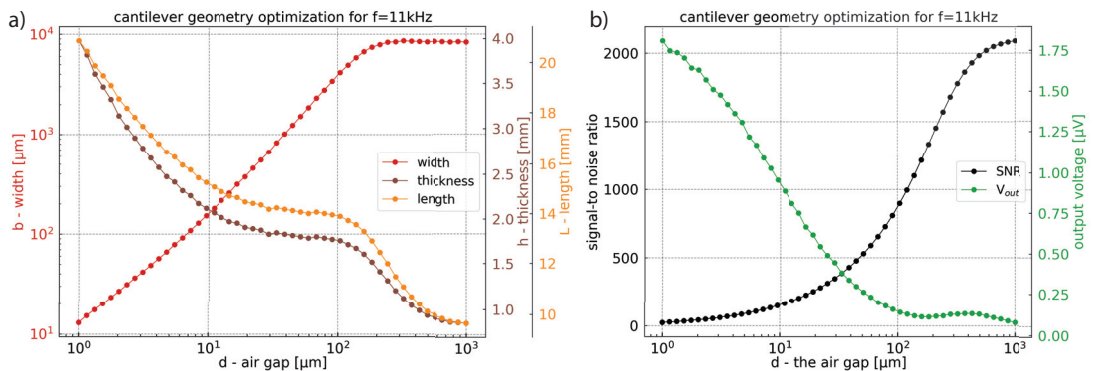 a)
cantilever geometry optimization for f=11kHz
b - width [µm]
10⁴
10³
10²
10¹
10⁰ 10¹ 10² 10³
d - air gap [µm]
width
thickness
length
h - thickness [mm]
4.0
3.5
3.0
2.5
2.0
1.5
1.0
L - length [mm]
20
18
16
14
12
10
b)
cantilever geometry optimization for f=11kHz
signal-to noise ratio
2000
1500
1000
500
0
10⁰ 10¹ 10² 10³
d - the air gap [µm]
SNR
Vₒᵤₜ
output voltage [µV]
1.75
1.50
1.25
1.00
0.75
0.50
0.25
0.00